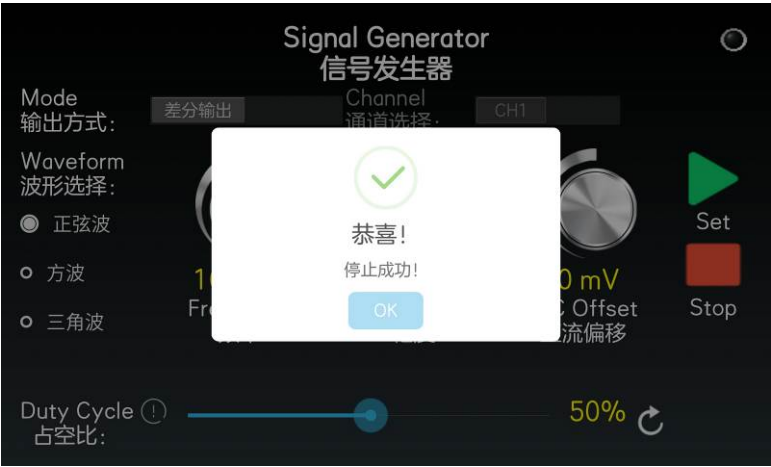 Signal Generator
信号发生器
Mode
输出方式：
差分输出
Channel
通道选择：
CH1
Waveform
波形选择：
正弦波
方波
三角波
恭喜！
停止成功！
OK
Set
Stop
0 mV
Offset
流偏移
Duty Cycle
占空比：
50%